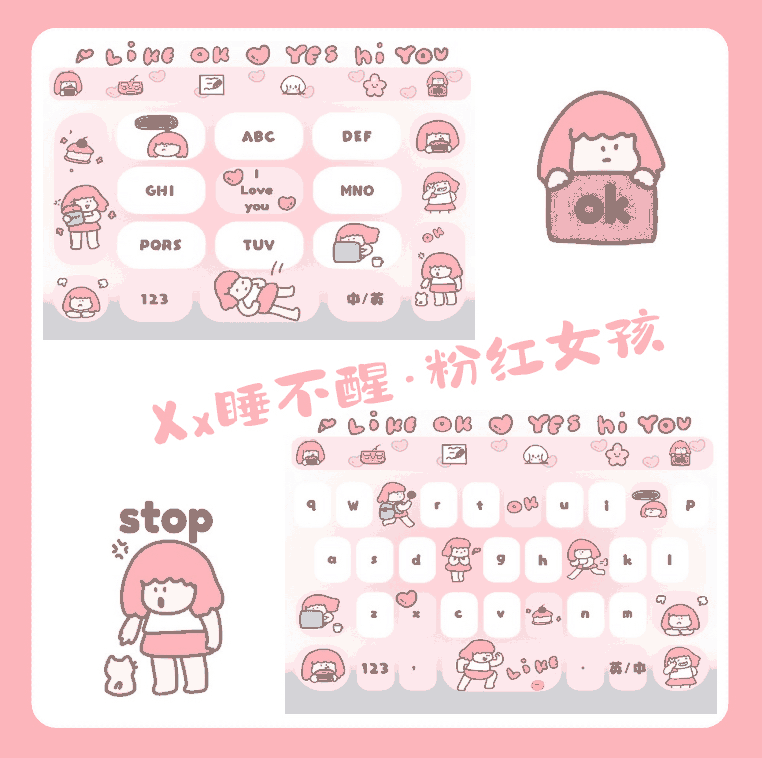 LIKE OK YES hi YOU
ABC DEF
GHI I Love you MNO
PQRS TUV
OK
123 中/英
ok
Xx睡不醒·粉红女孩
LIKE OK YES hi YOU
q w r t OK u i p
a s d g h k l
z x c v n m
123 , LIKE . 英/中
stop